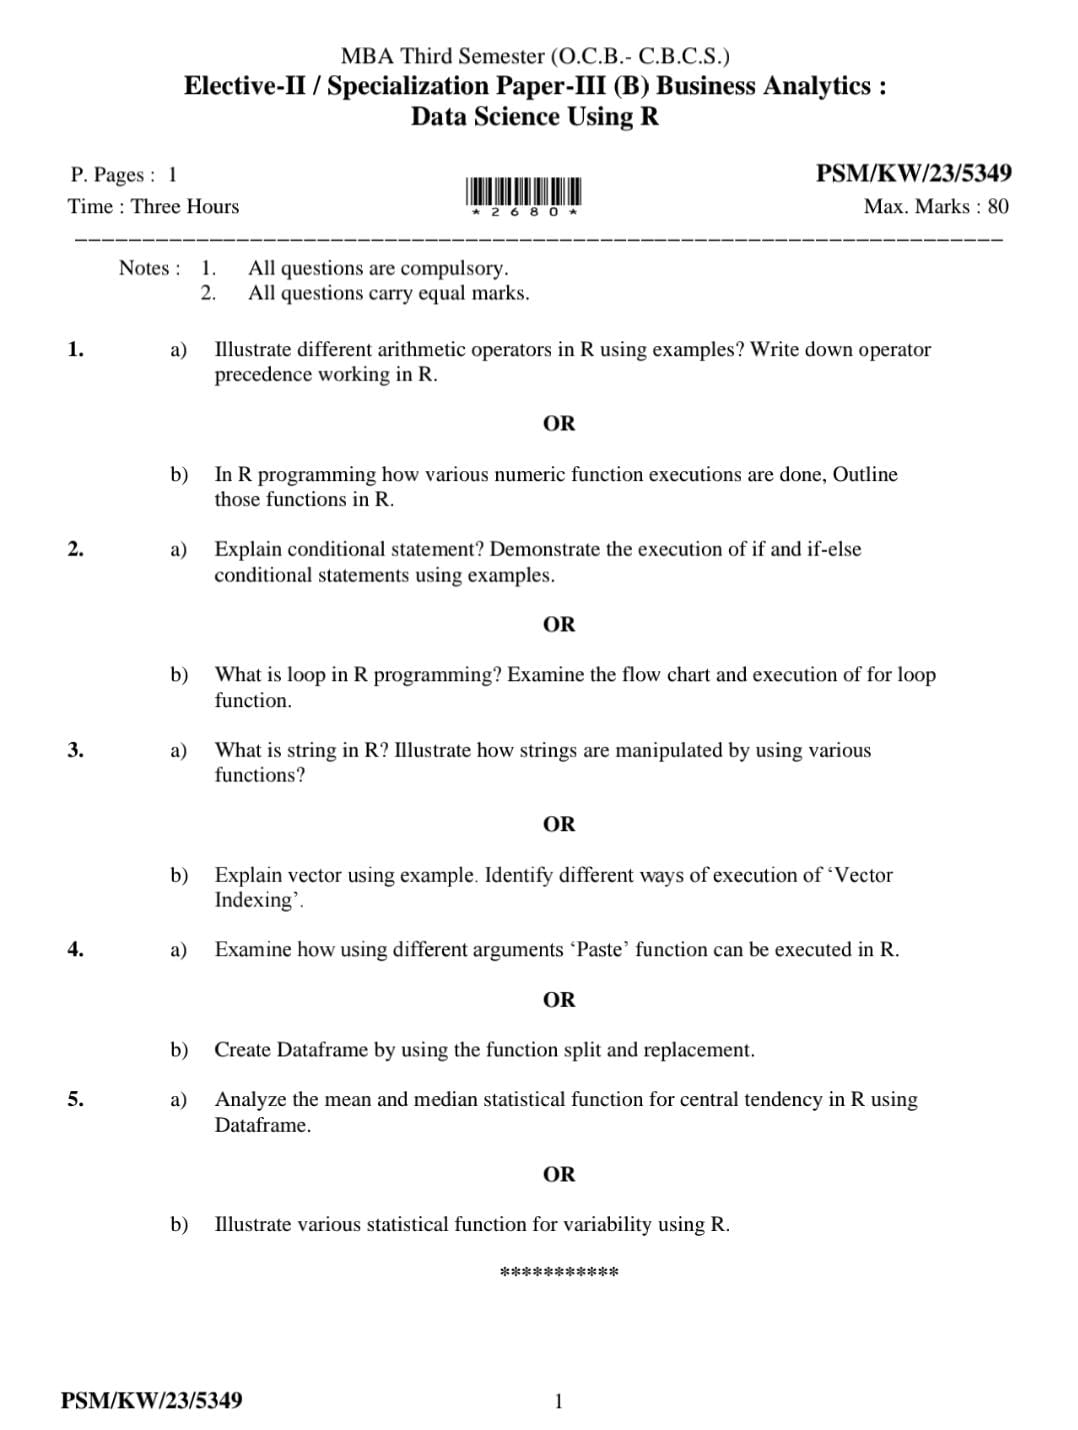 MBA Third Semester (O.C.B.- C.B.C.S.)
Elective-II / Specialization Paper-III (B) Business Analytics :
Data Science Using R
P. Pages : 1
PSM/KW/23/5349
Time : Three Hours
* 2 6 8 0 *
Max. Marks : 80
Notes : 1. All questions are compulsory.
2. All questions carry equal marks.
1. a) Illustrate different arithmetic operators in R using examples? Write down operator
precedence working in R.
OR
b) In R programming how various numeric function executions are done, Outline
those functions in R.
2. a) Explain conditional statement? Demonstrate the execution of if and if-else
conditional statements using examples.
OR
b) What is loop in R programming? Examine the flow chart and execution of for loop
function.
3. a) What is string in R? Illustrate how strings are manipulated by using various
functions?
OR
b) Explain vector using example. Identify different ways of execution of ‘Vector
Indexing’.
4. a) Examine how using different arguments ‘Paste’ function can be executed in R.
OR
b) Create Dataframe by using the function split and replacement.
5. a) Analyze the mean and median statistical function for central tendency in R using
Dataframe.
OR
b) Illustrate various statistical function for variability using R.
***********
PSM/KW/23/5349 1